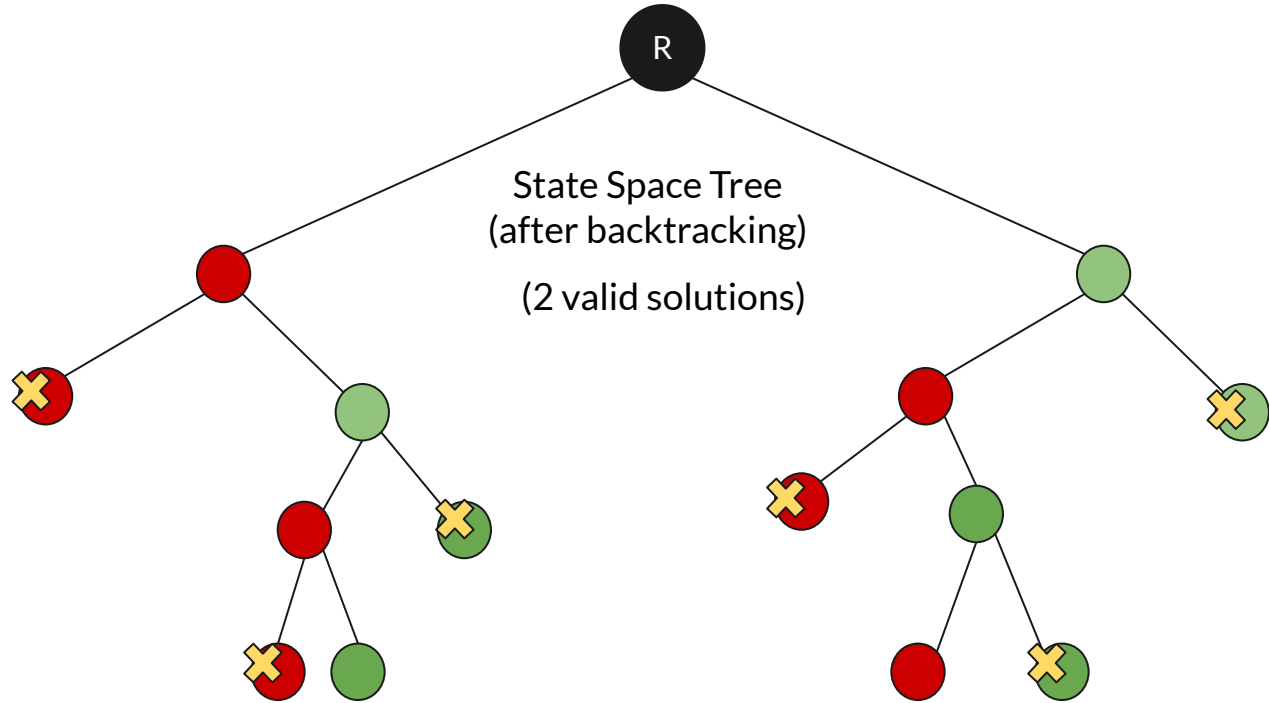 R
State Space Tree
(after backtracking)
(2 valid solutions)